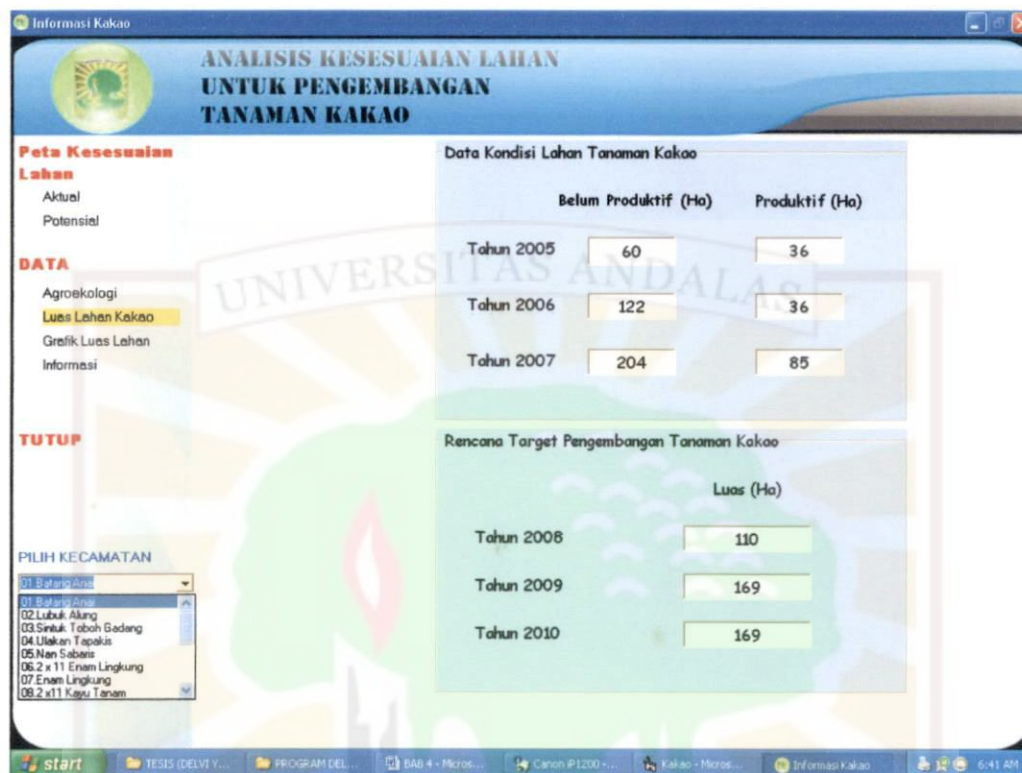 Informasi Kakao
ANALISIS KESESUAIAN LAHAN
UNTUK PENGEMBANGAN
TANAMAN KAKAO
Peta Kesesuaian
Lahan
Aktual
Potensial
DATA
Agroekologi
Luas Lahan Kakao
Grafik Luas Lahan
Informasi
TUTUP
PILIH KECAMATAN
01.Batang Anai
01.Batang Anai
02.Lubuk Alung
03.Sintuk Toboh Gadang
04.Ulakan Tapakis
05.Nan Sabaris
06.2 x 11 Enam Lingkung
07.Enam Lingkung
08.2 x11 Kayu Tanam
Data Kondisi Lahan Tanaman Kakao
Belum Produktif (Ha) Produktif (Ha)
Tahun 2005 60 36
Tahun 2006 122 36
Tahun 2007 204 85
Rencana Target Pengembangan Tanaman Kakao
Luas (Ha)
Tahun 2008 110
Tahun 2009 169
Tahun 2010 169
UNIVERSITAS ANDALAS
start TESIS (DELVI Y... PROGRAM DEL... BAB 4 - Micros... Canon iP1200 -... Kakao - Micros... Informasi Kakao 6:41 AM